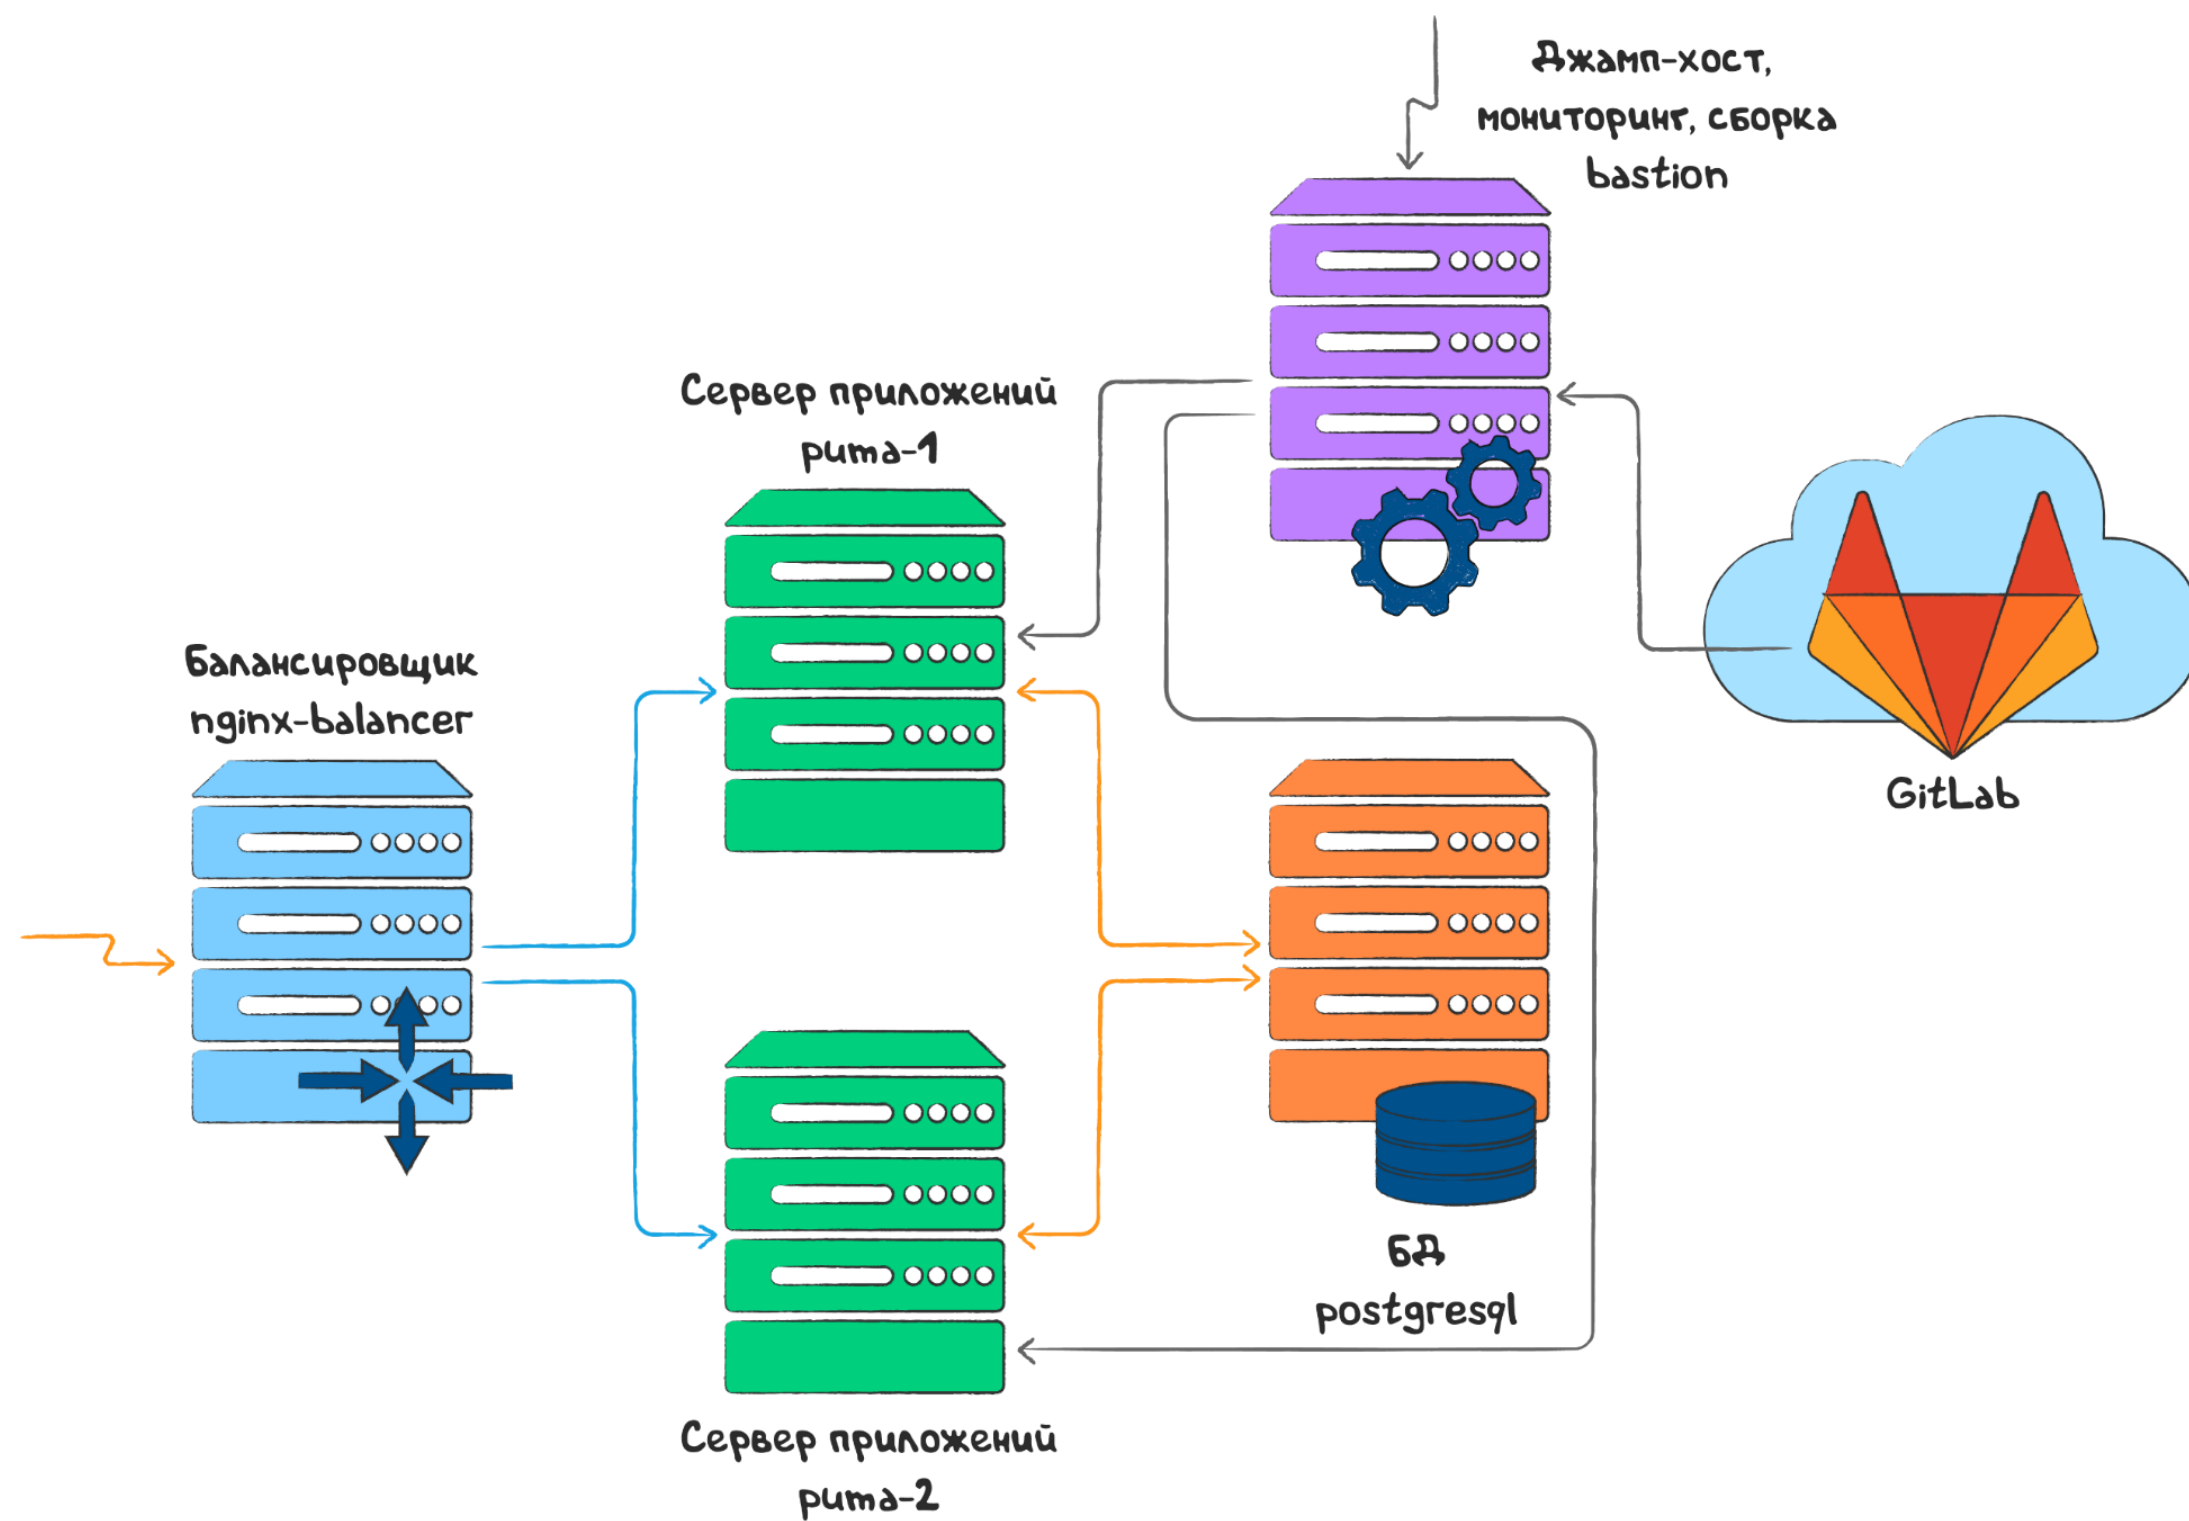 Джамп-хост,
мониторинг, сборка
bastion
Сервер приложений
puma-1
Балансировщик
nginx-balancer
GitLab
БД
postgresql
Сервер приложений
puma-2